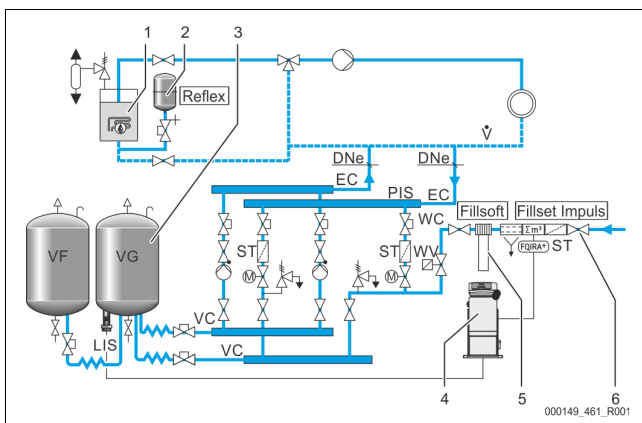 1 2 3
Reflex
V̇
DNe DNe
EC PIS EC
WC Fillsoft Fillset Impuls
Σm³
ST ST WV FQIRA+ ST
VF VG
M M
LIS VC
VC
4 5 6
000149_461_R001